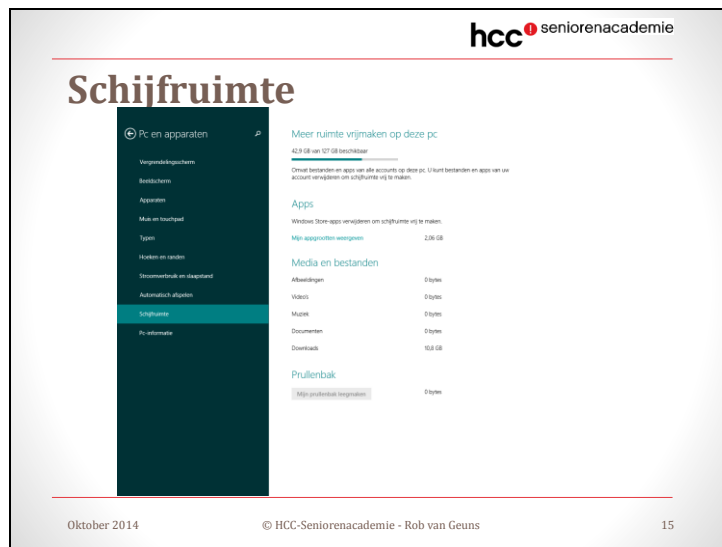 hcc! seniorenacademie
Schijfruimte
Pc en apparaten
Vergrendelingsscherm
Beeldscherm
Apparaten
Muis en touchpad
Typen
Hoeken en randen
Stroomverbruik en slaapstand
Automatisch afspelen
Schijfruimte
Pc-informatie
Meer ruimte vrijmaken op deze pc
42,9 GB van 127 GB beschikbaar
Omvat bestanden en apps van alle accounts op deze pc. U kunt bestanden en apps van uw
account verwijderen om schijfruimte vrij te maken.
Apps
Windows Store-apps verwijderen om schijfruimte vrij te maken.
Mijn appgrootten weergeven 2,06 GB
Media en bestanden
Afbeeldingen 0 bytes
Video's 0 bytes
Muziek 0 bytes
Documenten 0 bytes
Downloads 10,8 GB
Prullenbak
Mijn prullenbak leegmaken 0 bytes
Oktober 2014 © HCC-Seniorenacademie - Rob van Geuns 15